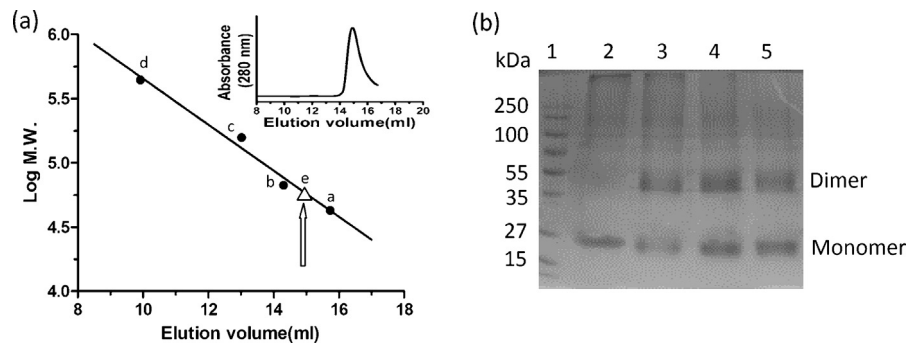 (a)
6.0
5.5
5.0
4.5
4.0
Log M.W.
8 10 12 14 16 18
Elution volume(ml)
d
c
b
e
a
Absorbance
(280 nm)
8 10 12 14 16 18 20
Elution volume(ml)
(b)
kDa 1 2 3 4 5
250
100
55
35
27
15
Dimer
Monomer